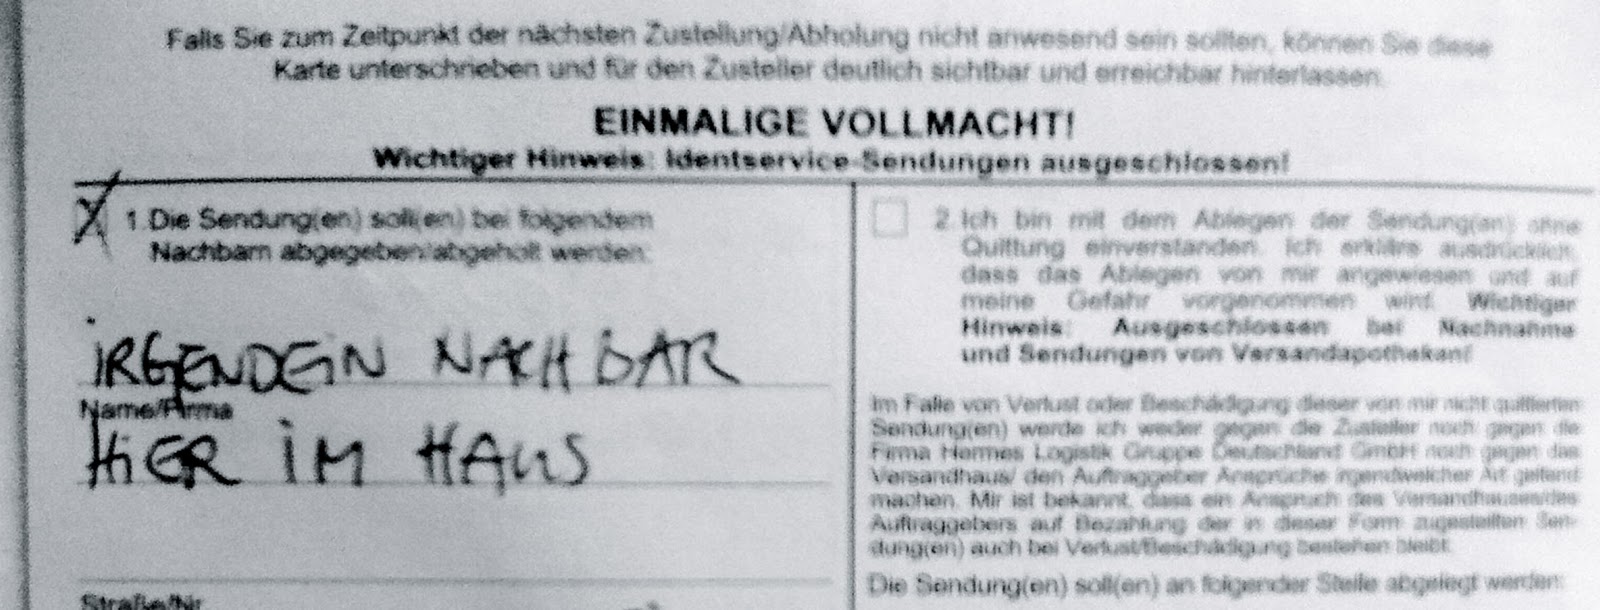 Falls Sie zum Zeitpunkt der nächsten Zustellung/Abholung nicht anwesend sein sollten, können Sie diese
Karte unterschrieben und für den Zusteller deutlich sichtbar und erreichbar hinterlassen.
EINMALIGE VOLLMACHT!
Wichtiger Hinweis: Identservice-Sendungen ausgeschlossen!
X 1. Die Sendung(en) soll(en) bei folgendem
Nachbarn abgegeben/abgeholt werden:
IRGENDEIN NACHBAR
Name/Firma
HIER IM HAUS
Straße/Nr.
2. Ich bin mit dem Ablegen der Sendung(en) ohne
Quittung einverstanden. Ich erkläre ausdrücklich,
dass das Ablegen von mir angewiesen und auf
meine Gefahr vorgenommen wird. Wichtiger
Hinweis: Ausgeschlossen bei Nachnahme
und Sendungen von Versandapotheken!
Im Falle von Verlust oder Beschädigung dieser von mir nicht quittierten
Sendung(en) werde ich weder gegen die Zusteller noch gegen die
Firma Hermes Logistik Gruppe Deutschland GmbH noch gegen das
Versandhaus/ den Auftraggeber Ansprüche irgendwelcher Art geltend
machen. Mir ist bekannt, dass ein Anspruch des Versandhauses/des
Auftraggebers auf Bezahlung der in dieser Form zugestellten Sen-
dung(en) auch bei Verlust/Beschädigung bestehen bleibt.
Die Sendung(en) soll(en) an folgender Stelle abgelegt werden: